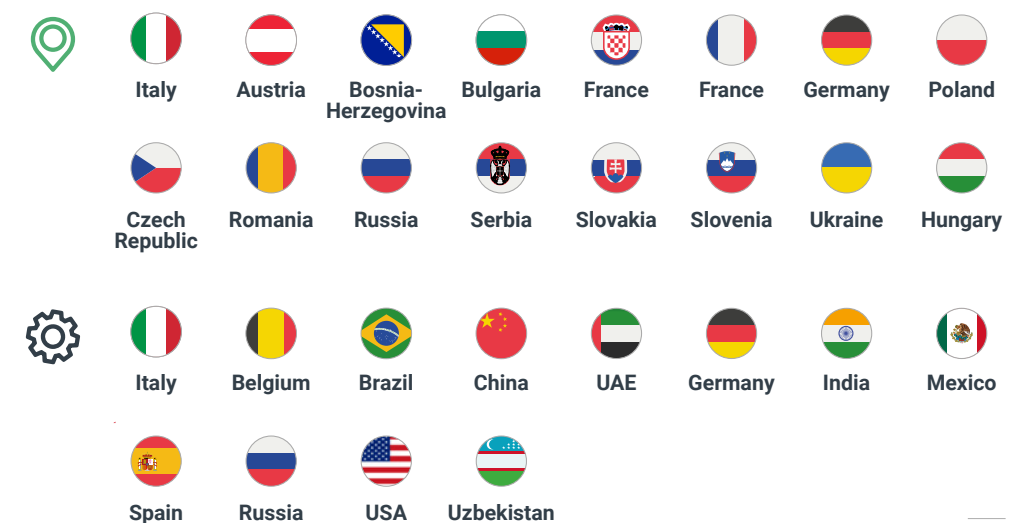 Italy Austria Bosnia- Bulgaria France France Germany Poland
Herzegovina
Czech Romania Russia Serbia Slovakia Slovenia Ukraine Hungary
Republic
Italy Belgium Brazil China UAE Germany India Mexico
Spain Russia USA Uzbekistan